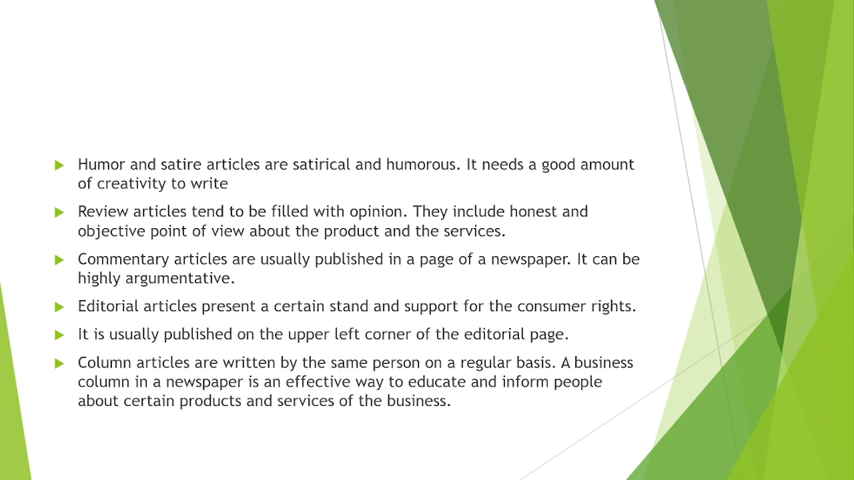 Humor and satire articles are satirical and humorous. It needs a good amount
of creativity to write
Review articles tend to be filled with opinion. They include honest and
objective point of view about the product and the services.
Commentary articles are usually published in a page of a newspaper. It can be
highly argumentative.
Editorial articles present a certain stand and support for the consumer rights.
It is usually published on the upper left corner of the editorial page.
Column articles are written by the same person on a regular basis. A business
column in a newspaper is an effective way to educate and inform people
about certain products and services of the business.